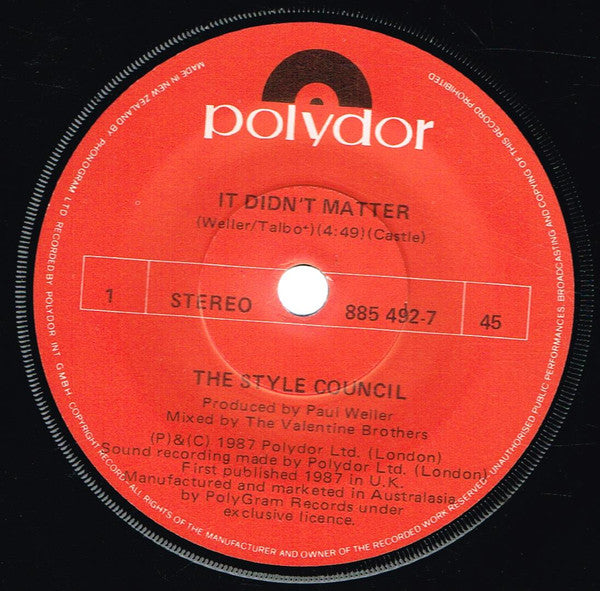 polydor
IT DIDN'T MATTER
(Weller/Talbot)(4:49)(Castle)
1 STEREO 885 492-7 45
THE STYLE COUNCIL
Produced by Paul Weller
Mixed by The Valentine Brothers
(P)&(C) 1987 Polydor Ltd. (London)
Sound recording made by Polydor Ltd. (London)
First published 1987 in U.K.
Manufactured and marketed in Australasia
by PolyGram Records under
exclusive licence.
MADE IN NEW ZEALAND BY PHONOGRAM LTD. RECORDED BY POLYDOR INT. GMBH. COPYRIGHT RECORD. ALL RIGHTS OF THE MANUFACTURER AND OWNER OF THE RECORDED WORK RESERVED. UNAUTHORISED PUBLIC PERFORMANCES, BROADCASTING AND COPYING OF THIS RECORD PROHIBITED